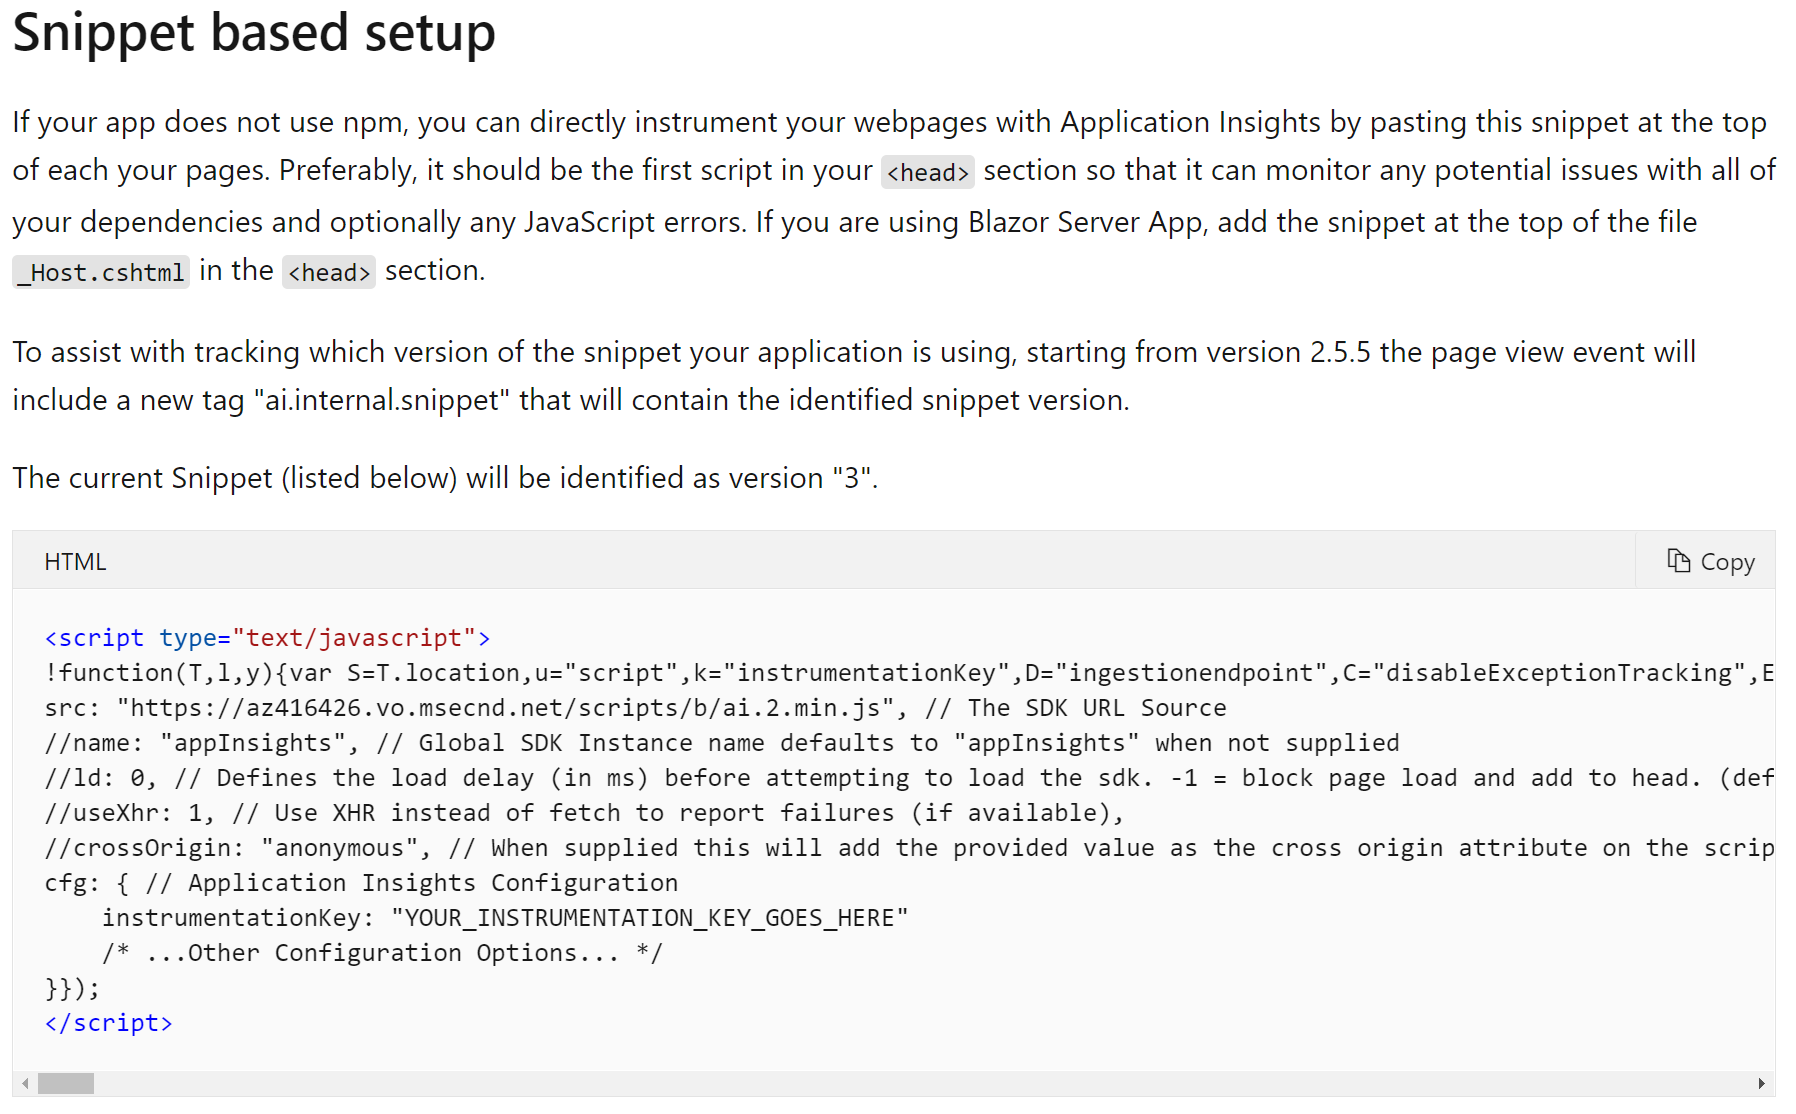 Snippet based setup
If your app does not use npm, you can directly instrument your webpages with Application Insights by pasting this snippet at the top
of each your pages. Preferably, it should be the first script in your <head> section so that it can monitor any potential issues with all of
your dependencies and optionally any JavaScript errors. If you are using Blazor Server App, add the snippet at the top of the file
_Host.cshtml in the <head> section.
To assist with tracking which version of the snippet your application is using, starting from version 2.5.5 the page view event will
include a new tag "ai.internal.snippet" that will contain the identified snippet version.
The current Snippet (listed below) will be identified as version "3".
HTML
Copy
<script type="text/javascript">
!function(T,l,y){var S=T.location,u="script",k="instrumentationKey",D="ingestionendpoint",C="disableExceptionTracking",E
src: "https://az416426.vo.msecnd.net/scripts/b/ai.2.min.js", // The SDK URL Source
//name: "appInsights", // Global SDK Instance name defaults to "appInsights" when not supplied
//ld: 0, // Defines the load delay (in ms) before attempting to load the sdk. -1 = block page load and add to head. (def
//useXhr: 1, // Use XHR instead of fetch to report failures (if available),
//crossOrigin: "anonymous", // When supplied this will add the provided value as the cross origin attribute on the scrip
cfg: { // Application Insights Configuration
    instrumentationKey: "YOUR_INSTRUMENTATION_KEY_GOES_HERE"
    /* ...Other Configuration Options... */
}});
</script>